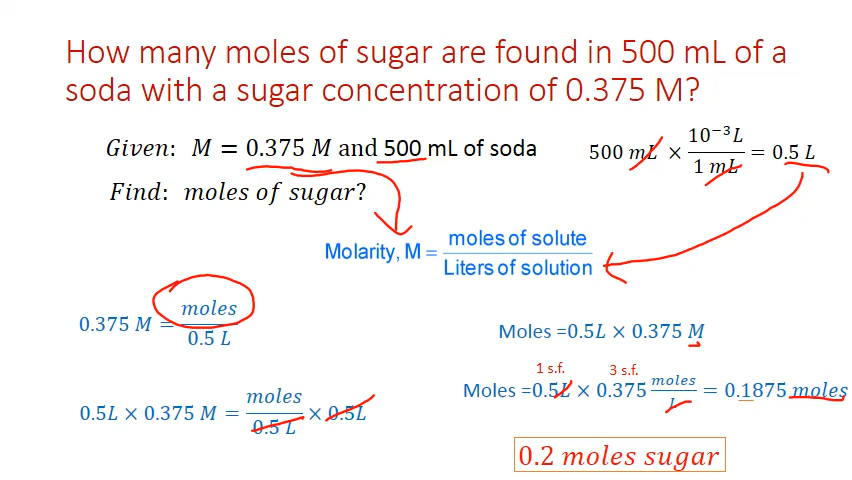 How many moles of sugar are found in 500 mL of a
soda with a sugar concentration of 0.375 M?
Given: M = 0.375 M and 500 mL of soda
500 mL × 10⁻³ L / 1 mL = 0.5 L
Find: moles of sugar?
Molarity, M = moles of solute / Liters of solution
0.375 M = moles / 0.5 L
0.5L × 0.375 M = moles / 0.5 L × 0.5L
Moles =0.5L × 0.375 M
1 s.f. 3 s.f.
Moles =0.5L × 0.375 moles / L = 0.1875 moles
0.2 moles sugar